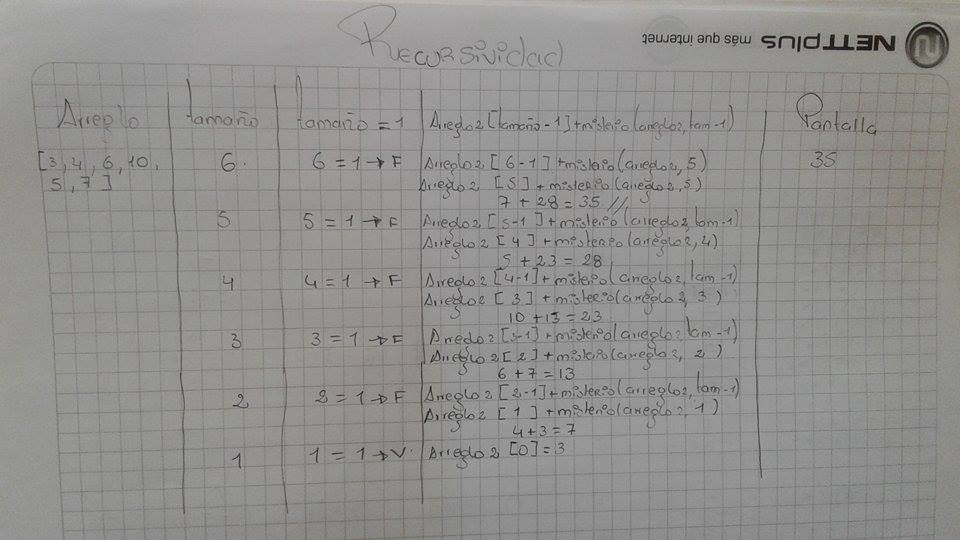 NETTplus más que internet
Recursividad
Arreglo tamaño tamaño = 1 Arreglo2 [tamaño - 1] + misterio (arreglo2, tam-1) Pantalla
[3, 4, 6, 10, 6. 6 = 1 → F Arreglo2 [6-1] + misterio (arreglo2, 5) 35
5, 7] Arreglo2 [5] + misterio (arreglo2, 5)
7 + 28 = 35 //
5 5 = 1 → F Arreglo2 [5-1] + misterio (arreglo2, tam-1)
Arreglo2 [4] + misterio (arreglo2, 4)
5 + 23 = 28
4 4 = 1 → F Arreglo2 [4-1] + misterio (arreglo2, tam-1)
Arreglo2 [3] + misterio (arreglo2, 3)
10 + 13 = 23
3 3 = 1 → F Arreglo2 [3-1] + misterio (arreglo2, tam-1)
Arreglo2 [2] + misterio (arreglo2, 2)
6 + 7 = 13
2 2 = 1 → F Arreglo2 [2-1] + misterio (arreglo2, tam-1)
Arreglo2 [1] + misterio (arreglo2, 1)
4 + 3 = 7
1 1 = 1 → V. Arreglo2 [0] = 3